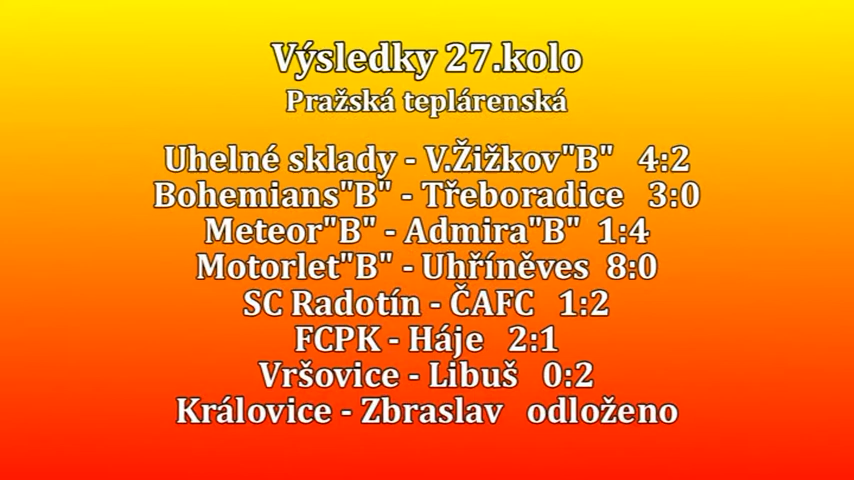 Výsledky 27.kolo
Pražská teplárenská
Uhelné sklady - V.Žižkov"B" 4:2
Bohemians"B" - Třeboradice 3:0
Meteor"B" - Admira"B" 1:4
Motorlet"B" - Uhříněves 8:0
SC Radotín - ČAFC 1:2
FCPK - Háje 2:1
Vršovice - Libuš 0:2
Královice - Zbraslav odloženo